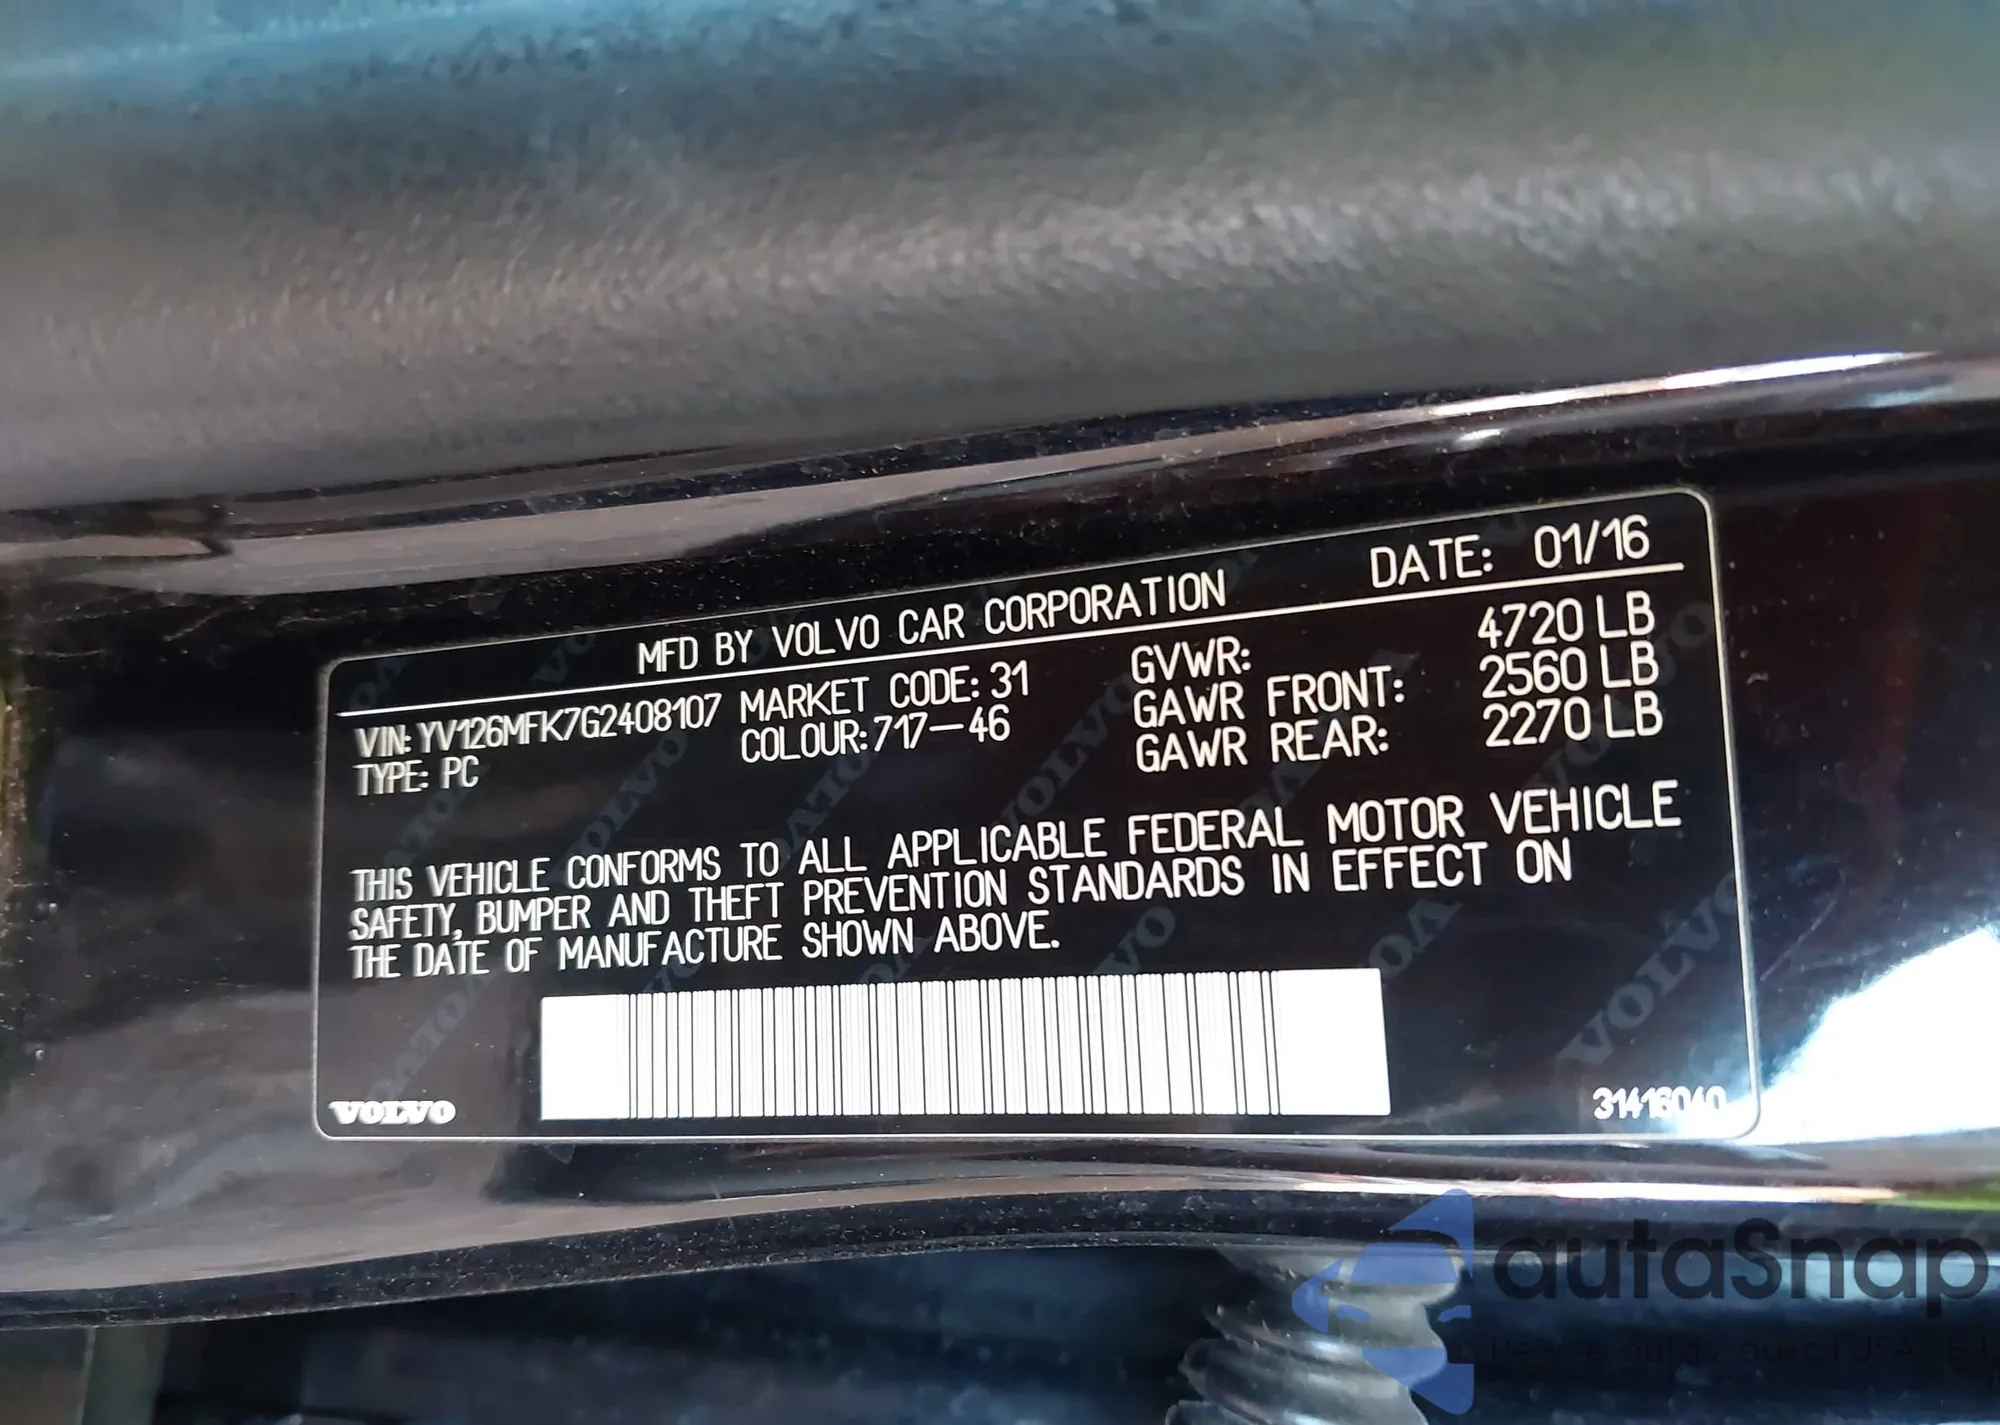 MFD BY VOLVO CAR CORPORATION DATE: 01/16
VIN: YV126MFK7G2408107 MARKET CODE: 31 GVWR: 4720 LB
TYPE: PC COLOUR: 717-46 GAWR FRONT: 2560 LB
GAWR REAR: 2270 LB
THIS VEHICLE CONFORMS TO ALL APPLICABLE FEDERAL MOTOR VEHICLE
SAFETY, BUMPER AND THEFT PREVENTION STANDARDS IN EFFECT ON
THE DATE OF MANUFACTURE SHOWN ABOVE.
VOLVO
31416040
autaSnap